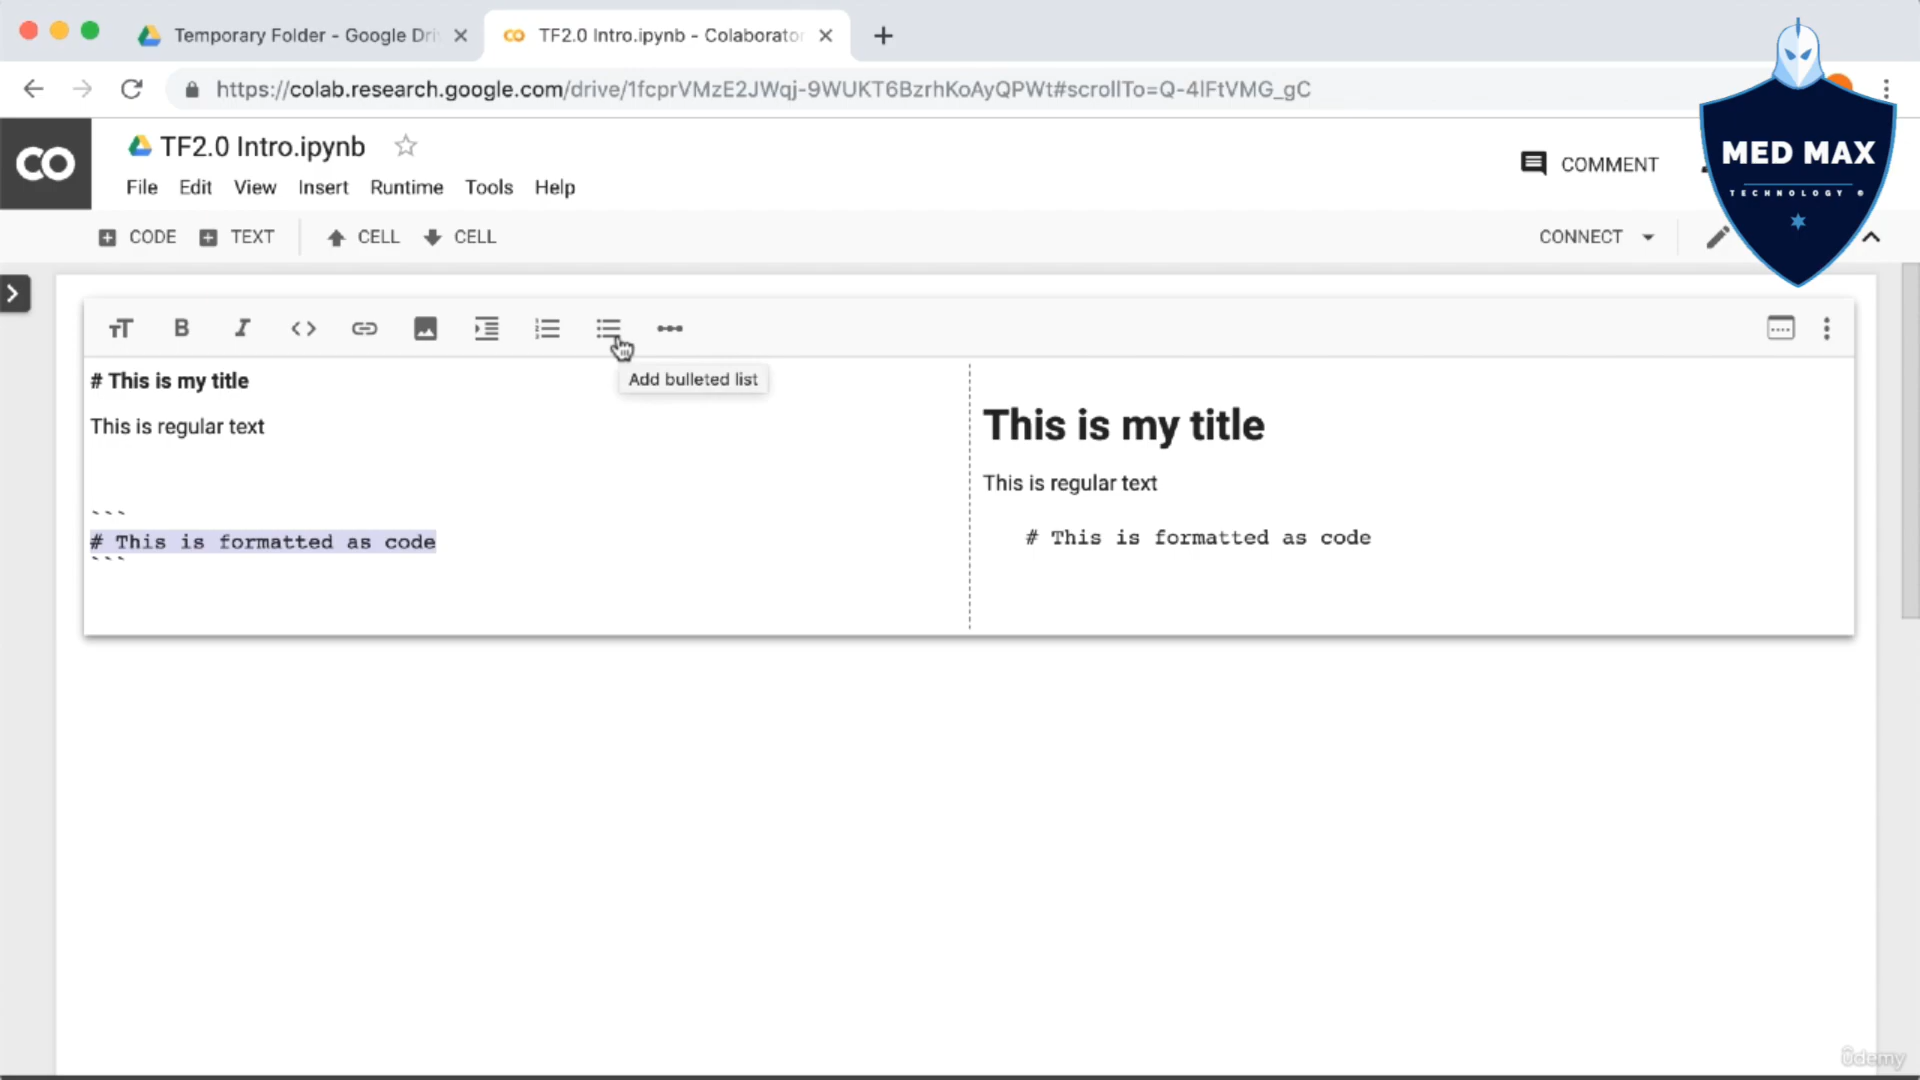 Temporary Folder - Google Dri
TF2.0 Intro.ipynb - Colaborator
https://colab.research.google.com/drive/1fcprVMzE2JWqj-9WUKT6BzrhKoAyQPWt#scrollTo=Q-4lFtVMG_gC
CO
TF2.0 Intro.ipynb
COMMENT
File Edit View Insert Runtime Tools Help
MED MAX
TECHNOLOGY
CODE TEXT CELL CELL
CONNECT
Add bulleted list
# This is my title
This is regular text
```
# This is formatted as code
```
This is my title
This is regular text
# This is formatted as code
ûdemy